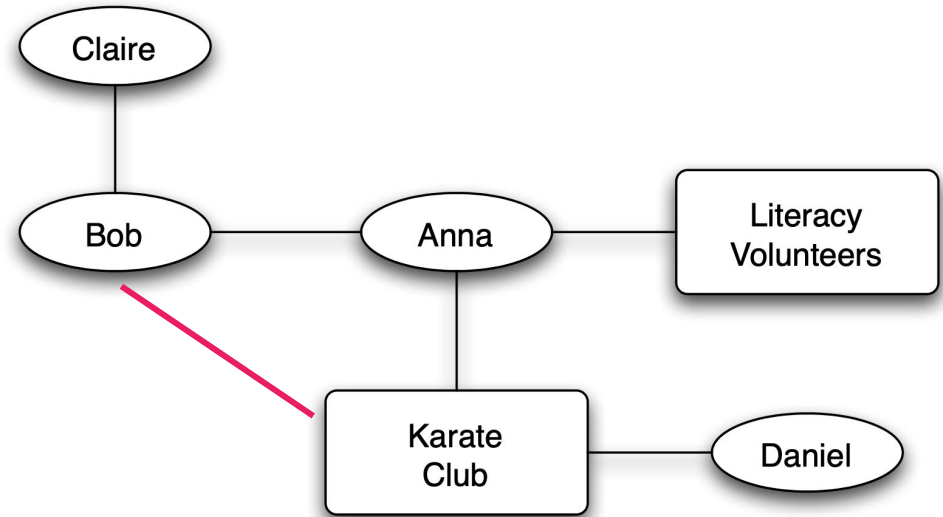 Claire
Bob
Anna
Literacy
Volunteers
Karate
Club
Daniel